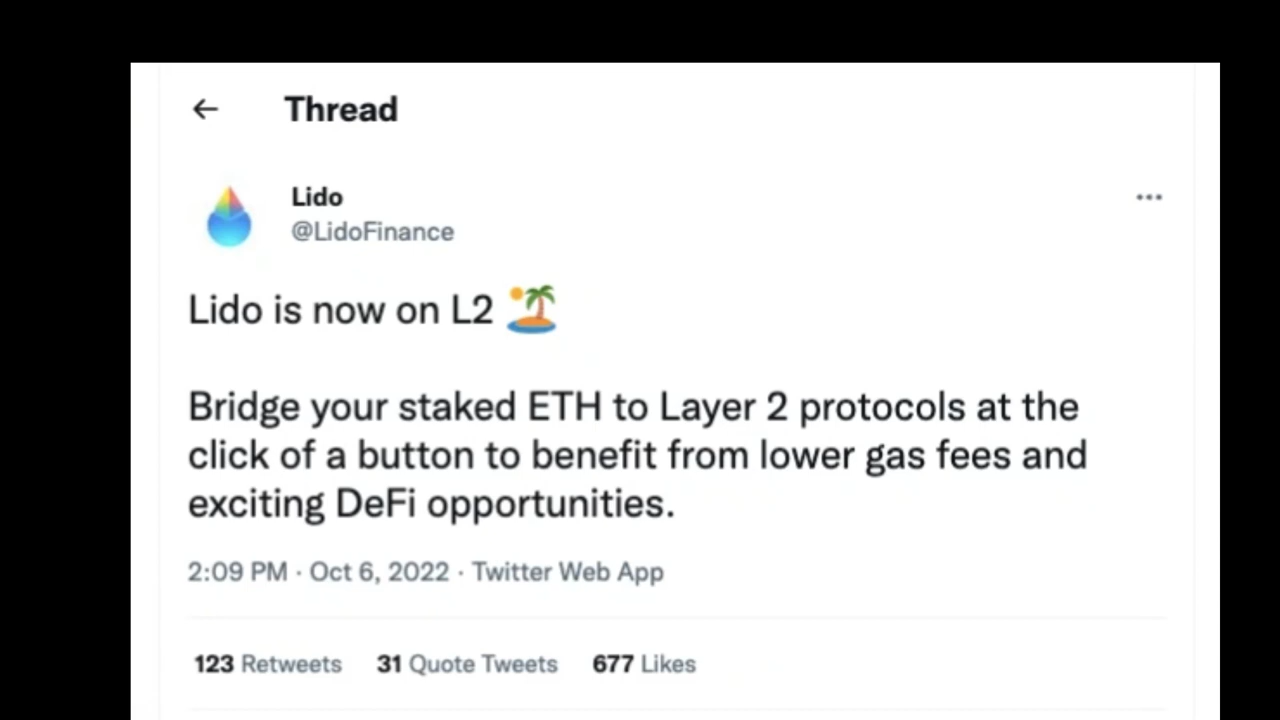 Thread
Lido
@LidoFinance
Lido is now on L2 🏝️
Bridge your staked ETH to Layer 2 protocols at the
click of a button to benefit from lower gas fees and
exciting DeFi opportunities.
2:09 PM · Oct 6, 2022 · Twitter Web App
123 Retweets 31 Quote Tweets 677 Likes